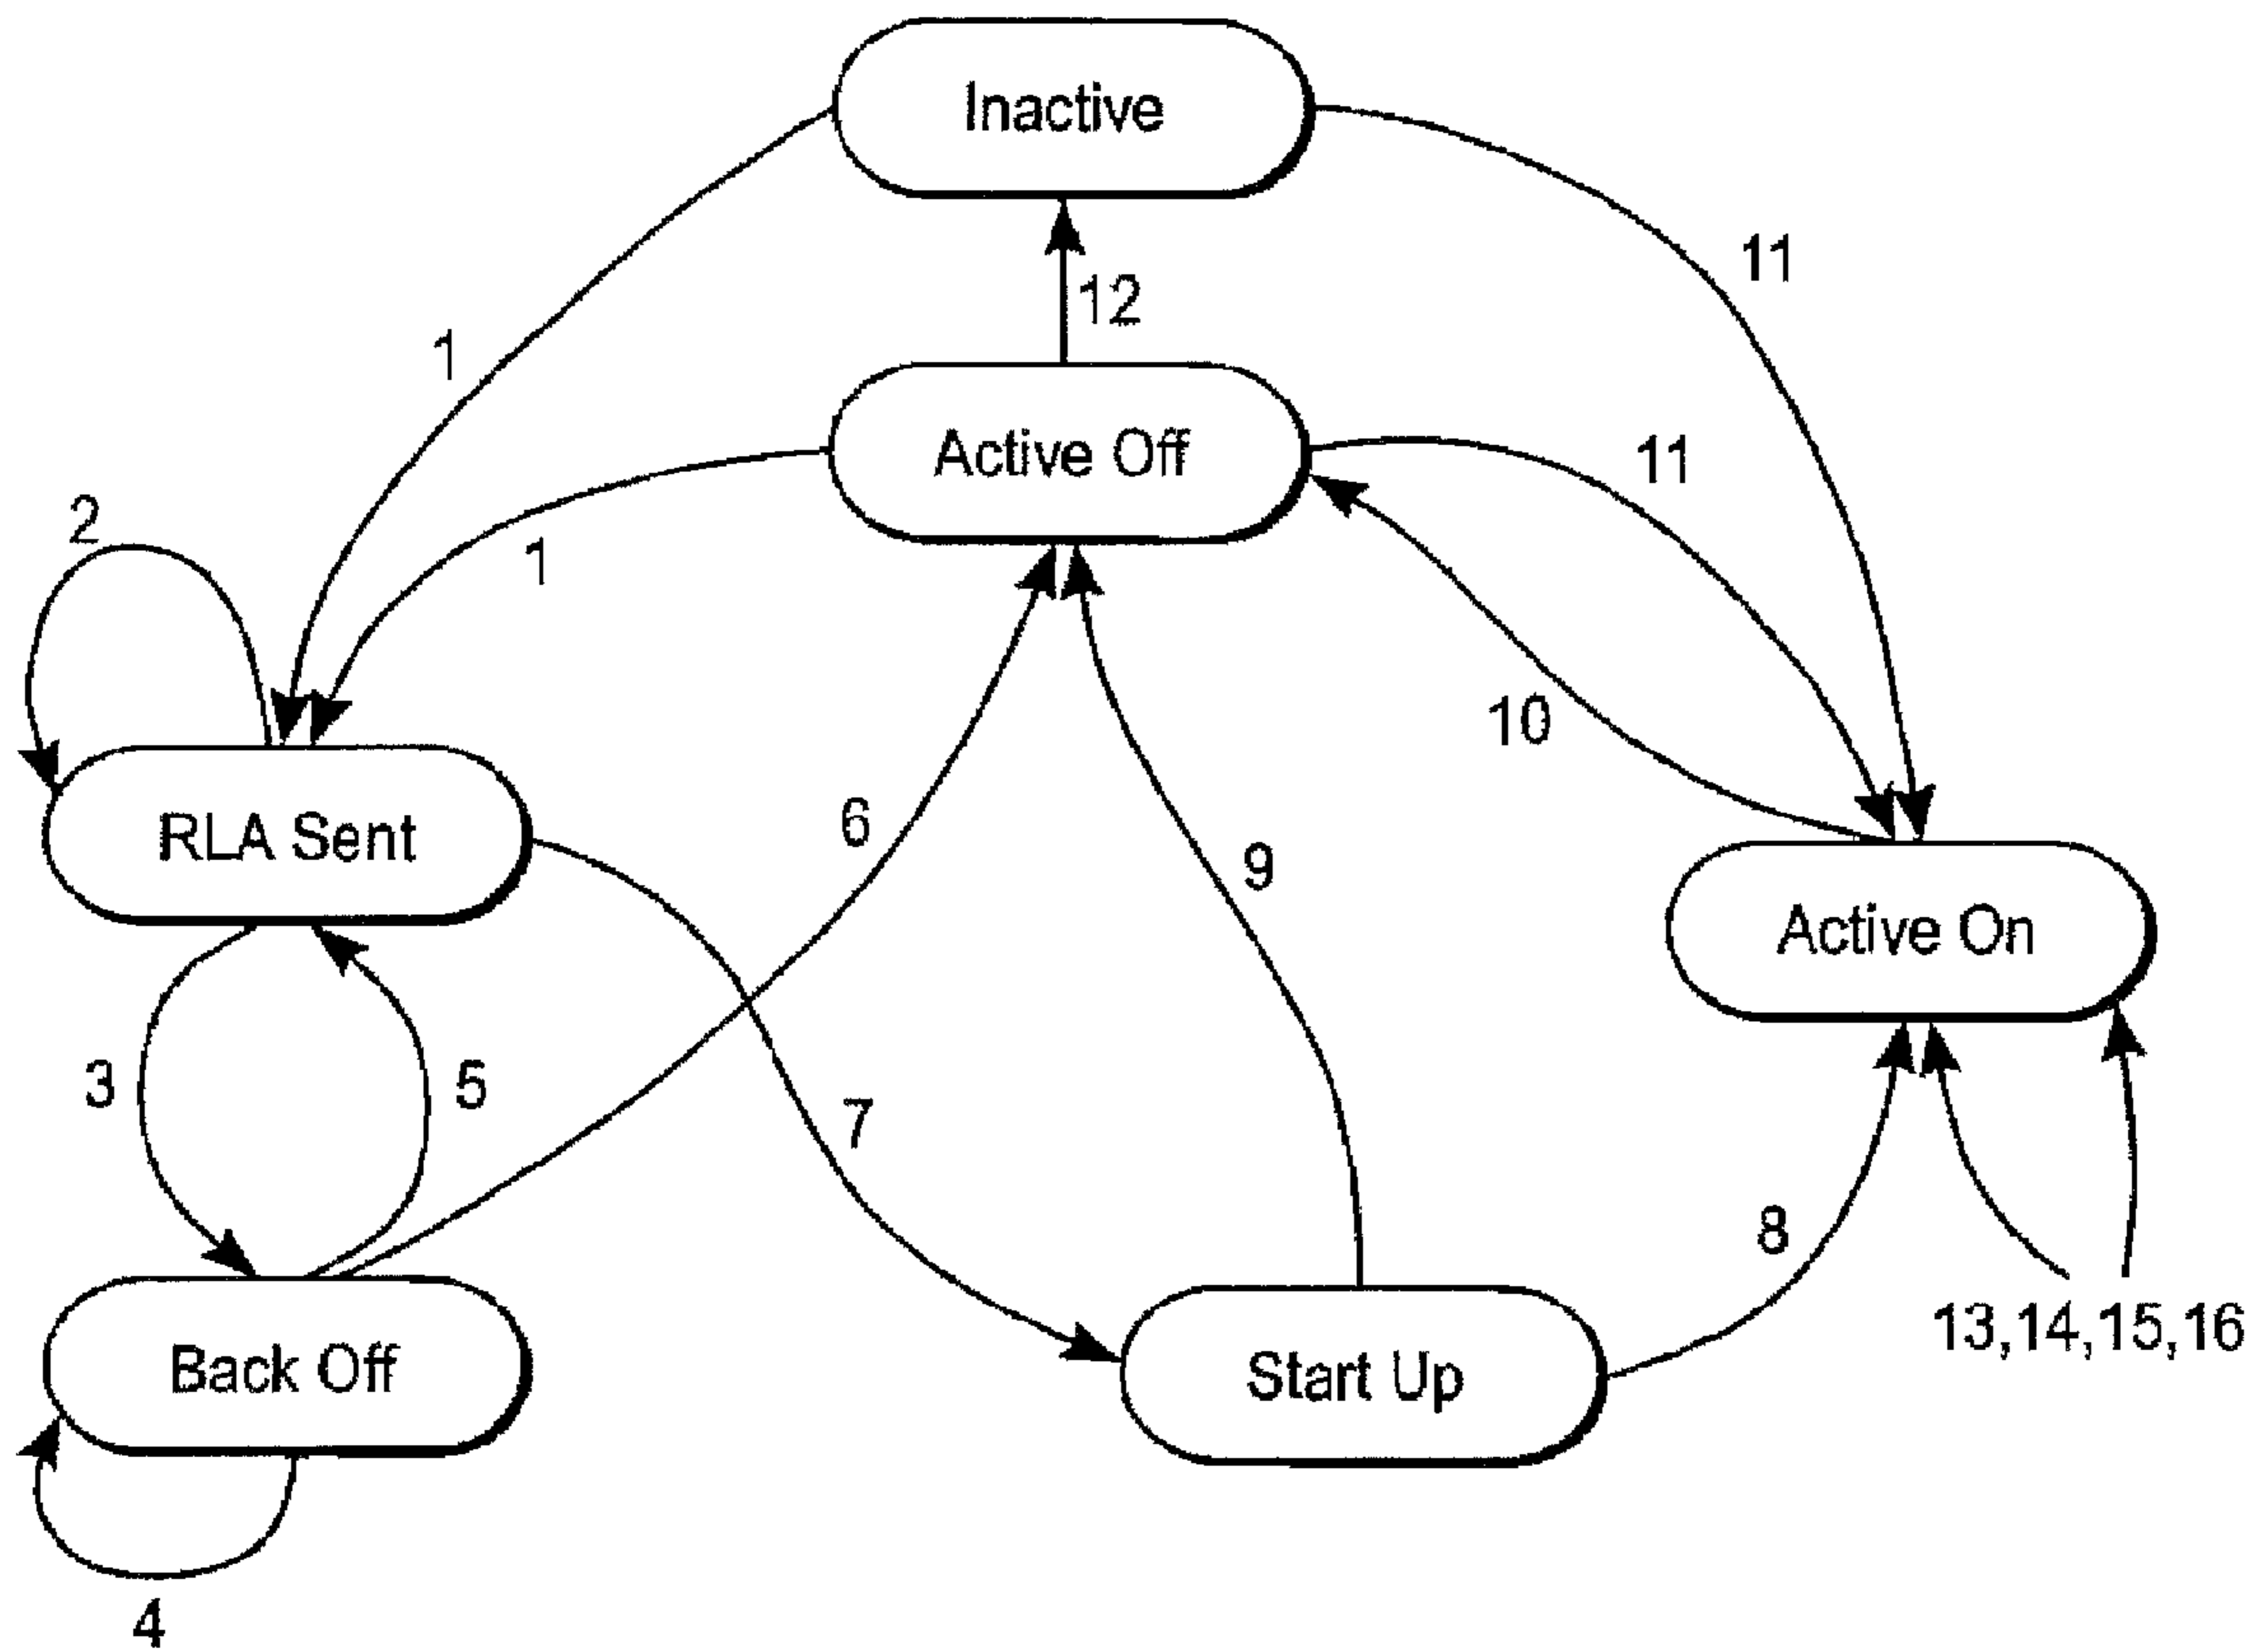 Inactive
11
12
1
Active Off
11
2
1
10
RLA Sent
6
9
Active On
3
5
7
8
13,14,15,16
Back Off
Start Up
4